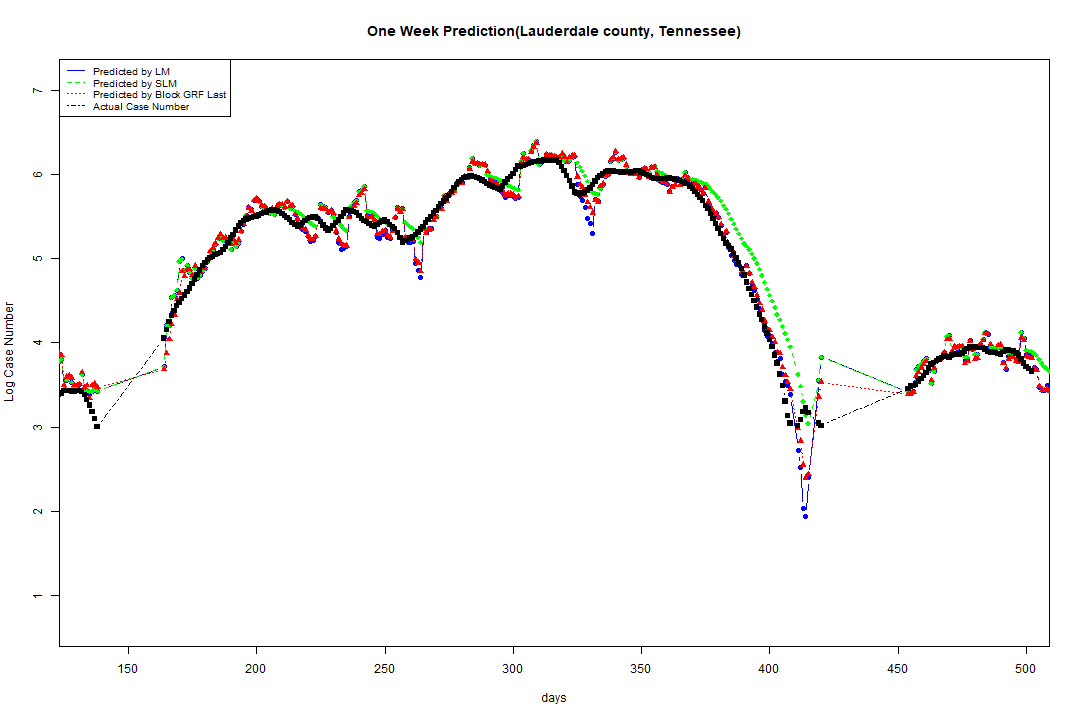 One Week Prediction(Lauderdale county, Tennessee)
Predicted by LM
Predicted by SLM
Predicted by Block GRF Last
Actual Case Number
7
6
5
4
3
2
1
Log Case Number
150 200 250 300 350 400 450 500
days